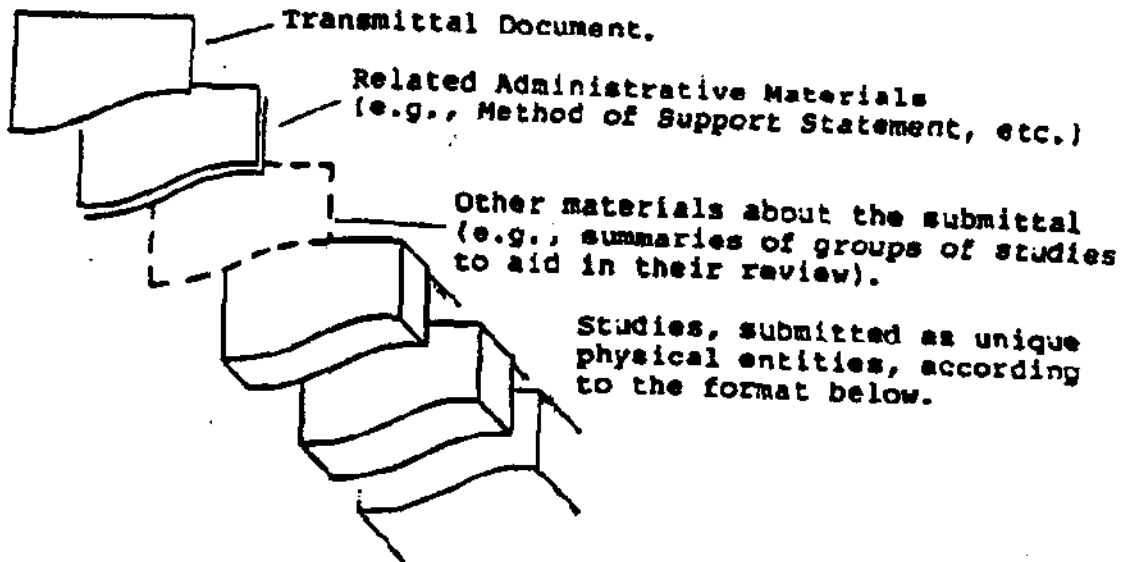 Transmittal Document.
Related Administrative Materials
(e.g., Method of Support Statement, etc.)
Other materials about the submittal
(e.g., summaries of groups of studies
to aid in their review).
Studies, submitted as unique
physical entities, according
to the format below.